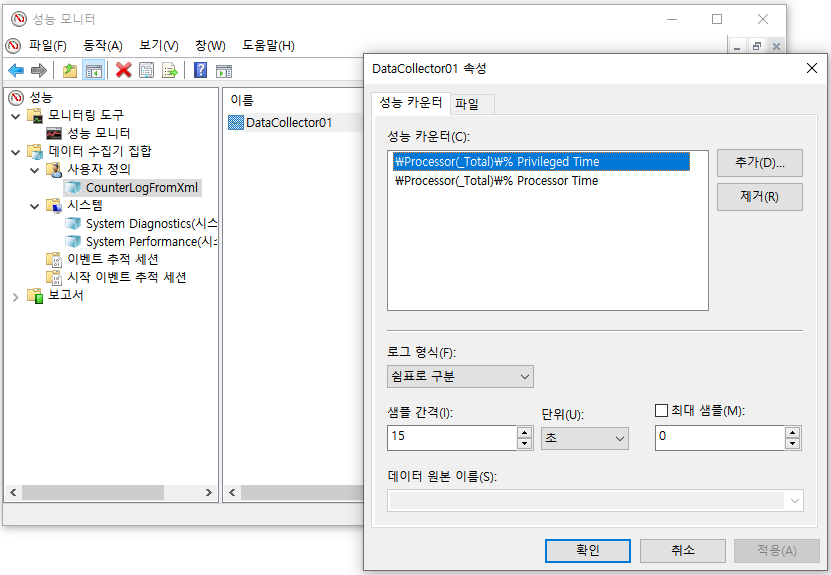 성능 모니터
파일(F) 동작(A) 보기(V) 창(W) 도움말(H)
성능
모니터링 도구
성능 모니터
데이터 수집기 집합
사용자 정의
CounterLogFromXml
시스템
System Diagnostics(시스
System Performance(시
이벤트 추적 세션
시작 이벤트 추적 세션
보고서
이름
DataCollector01
DataCollector01 속성
성능 카운터 파일
성능 카운터(C):
₩Processor(_Total)₩% Privileged Time
₩Processor(_Total)₩% Processor Time
추가(D)...
제거(R)
로그 형식(F):
쉼표로 구분
샘플 간격(I): 단위(U): 최대 샘플(M):
15 초 0
데이터 원본 이름(S):
확인 취소 적용(A)